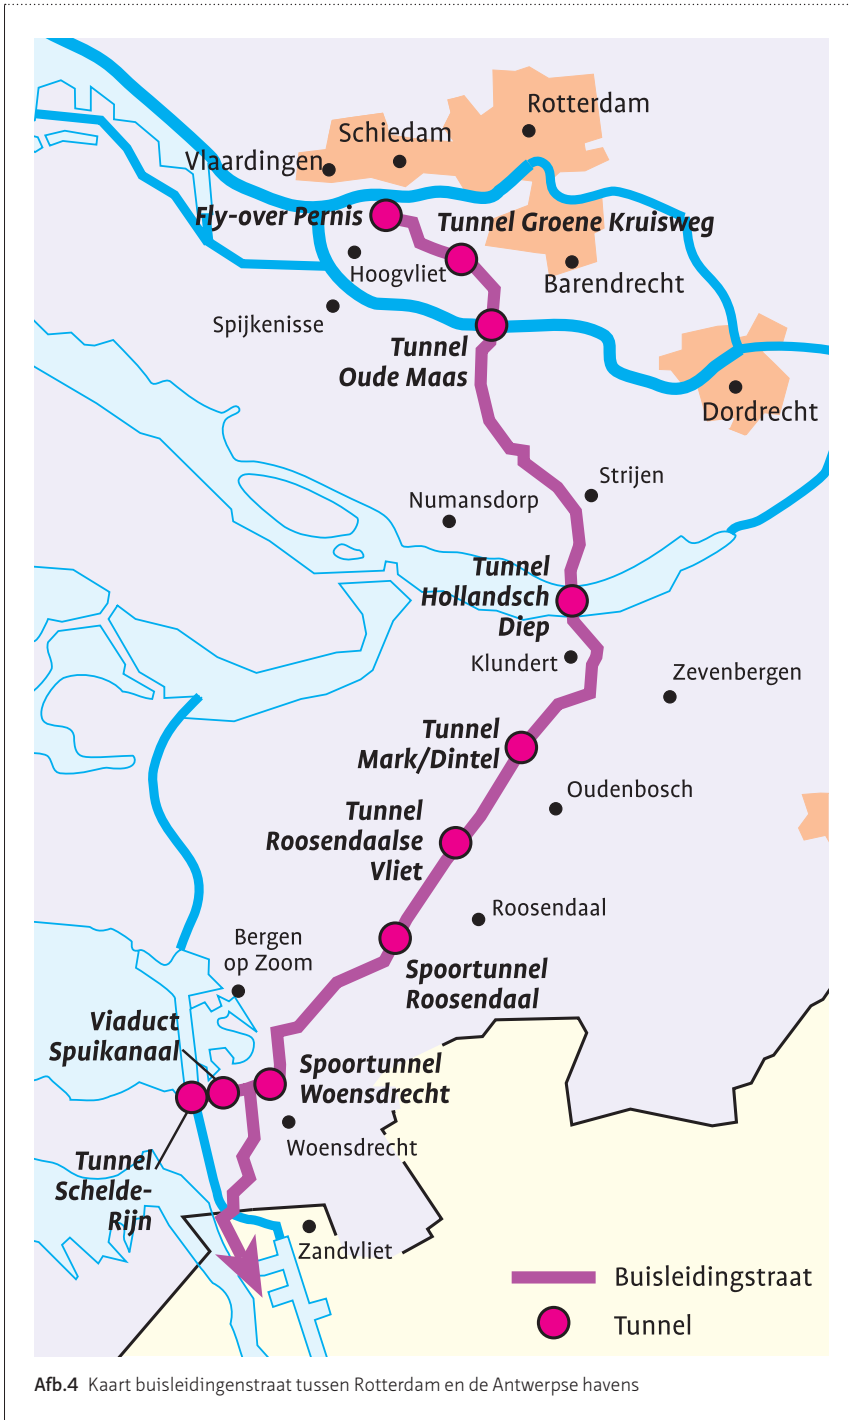 Rotterdam
Schiedam
Vlaardingen
Fly-over Pernis
Tunnel Groene Kruisweg
Hoogvliet
Barendrecht
Spijkenisse
Tunnel
Oude Maas
Dordrecht
Strijen
Numansdorp
Tunnel
Hollandsch
Diep
Klundert
Zevenbergen
Tunnel
Mark/Dintel
Oudenbosch
Tunnel
Roosendaalse
Vliet
Roosendaal
Bergen
op Zoom
Spoortunnel
Roosendaal
Viaduct
Spuikanaal
Spoortunnel
Woensdrecht
Woensdrecht
Tunnel
Schelde-
Rijn
Zandvliet
Buisleidingstraat
Tunnel
Afb.4 Kaart buisleidingenstraat tussen Rotterdam en de Antwerpse havens